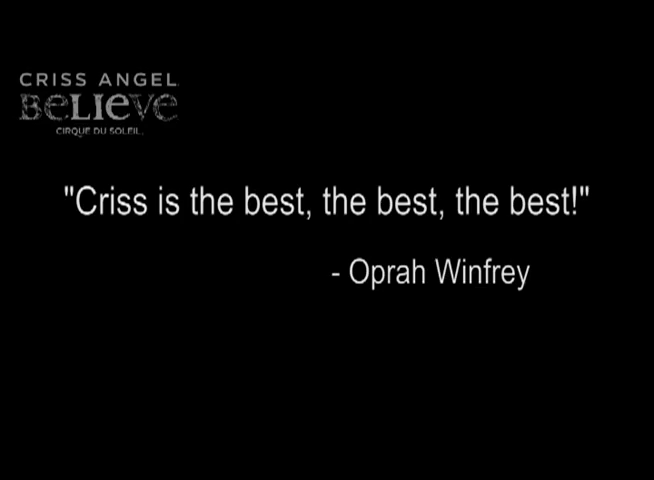 CRISS ANGEL
BeLIeve
CIRQUE DU SOLEIL
"Criss is the best, the best, the best!"
- Oprah Winfrey